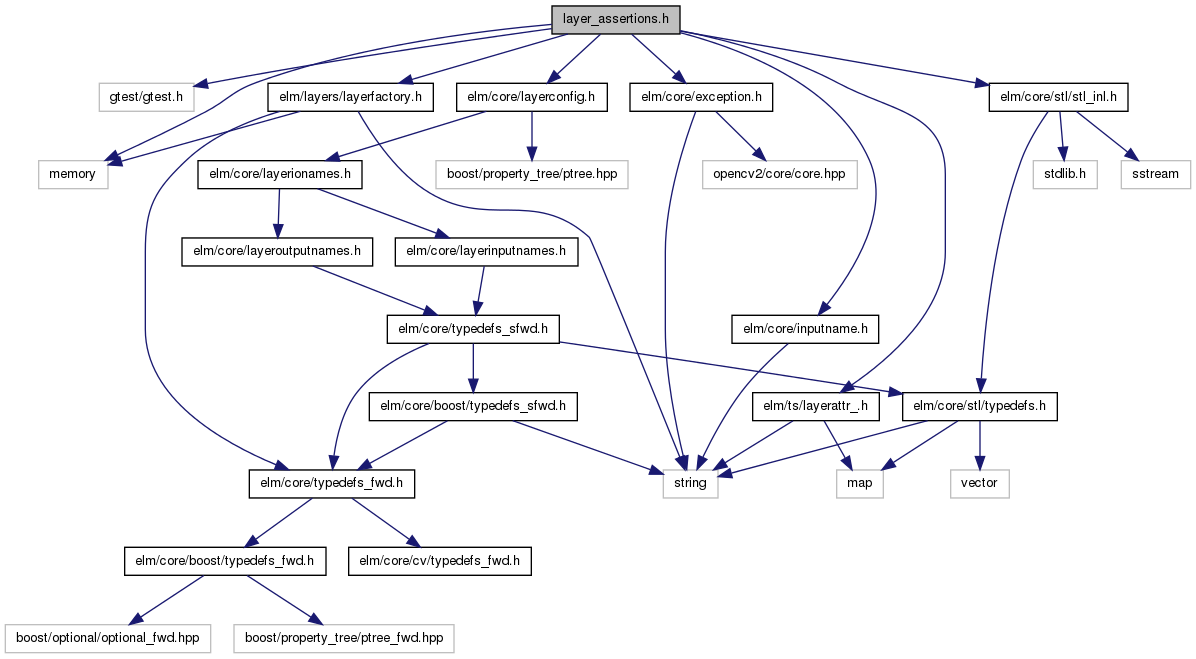 layer_assertions.h
gtest/gtest.h
elm/layers/layerfactory.h
elm/core/layerconfig.h
elm/core/exception.h
elm/core/stl/stl_inl.h
memory
elm/core/layerionames.h
boost/property_tree/ptree.hpp
opencv2/core/core.hpp
stdlib.h
sstream
elm/core/layeroutputnames.h
elm/core/layerinputnames.h
elm/core/typedefs_sfwd.h
elm/core/inputname.h
elm/core/boost/typedefs_sfwd.h
elm/ts/layerattr_.h
elm/core/stl/typedefs.h
elm/core/typedefs_fwd.h
string
map
vector
elm/core/boost/typedefs_fwd.h
elm/core/cv/typedefs_fwd.h
boost/optional/optional_fwd.hpp
boost/property_tree/ptree_fwd.hpp